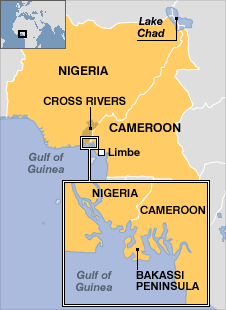 Lake
Chad
NIGERIA
CROSS RIVERS
CAMEROON
Gulf of
Guinea
Limbe
NIGERIA
CAMEROON
Gulf of
Guinea
BAKASSI
PENINSULA